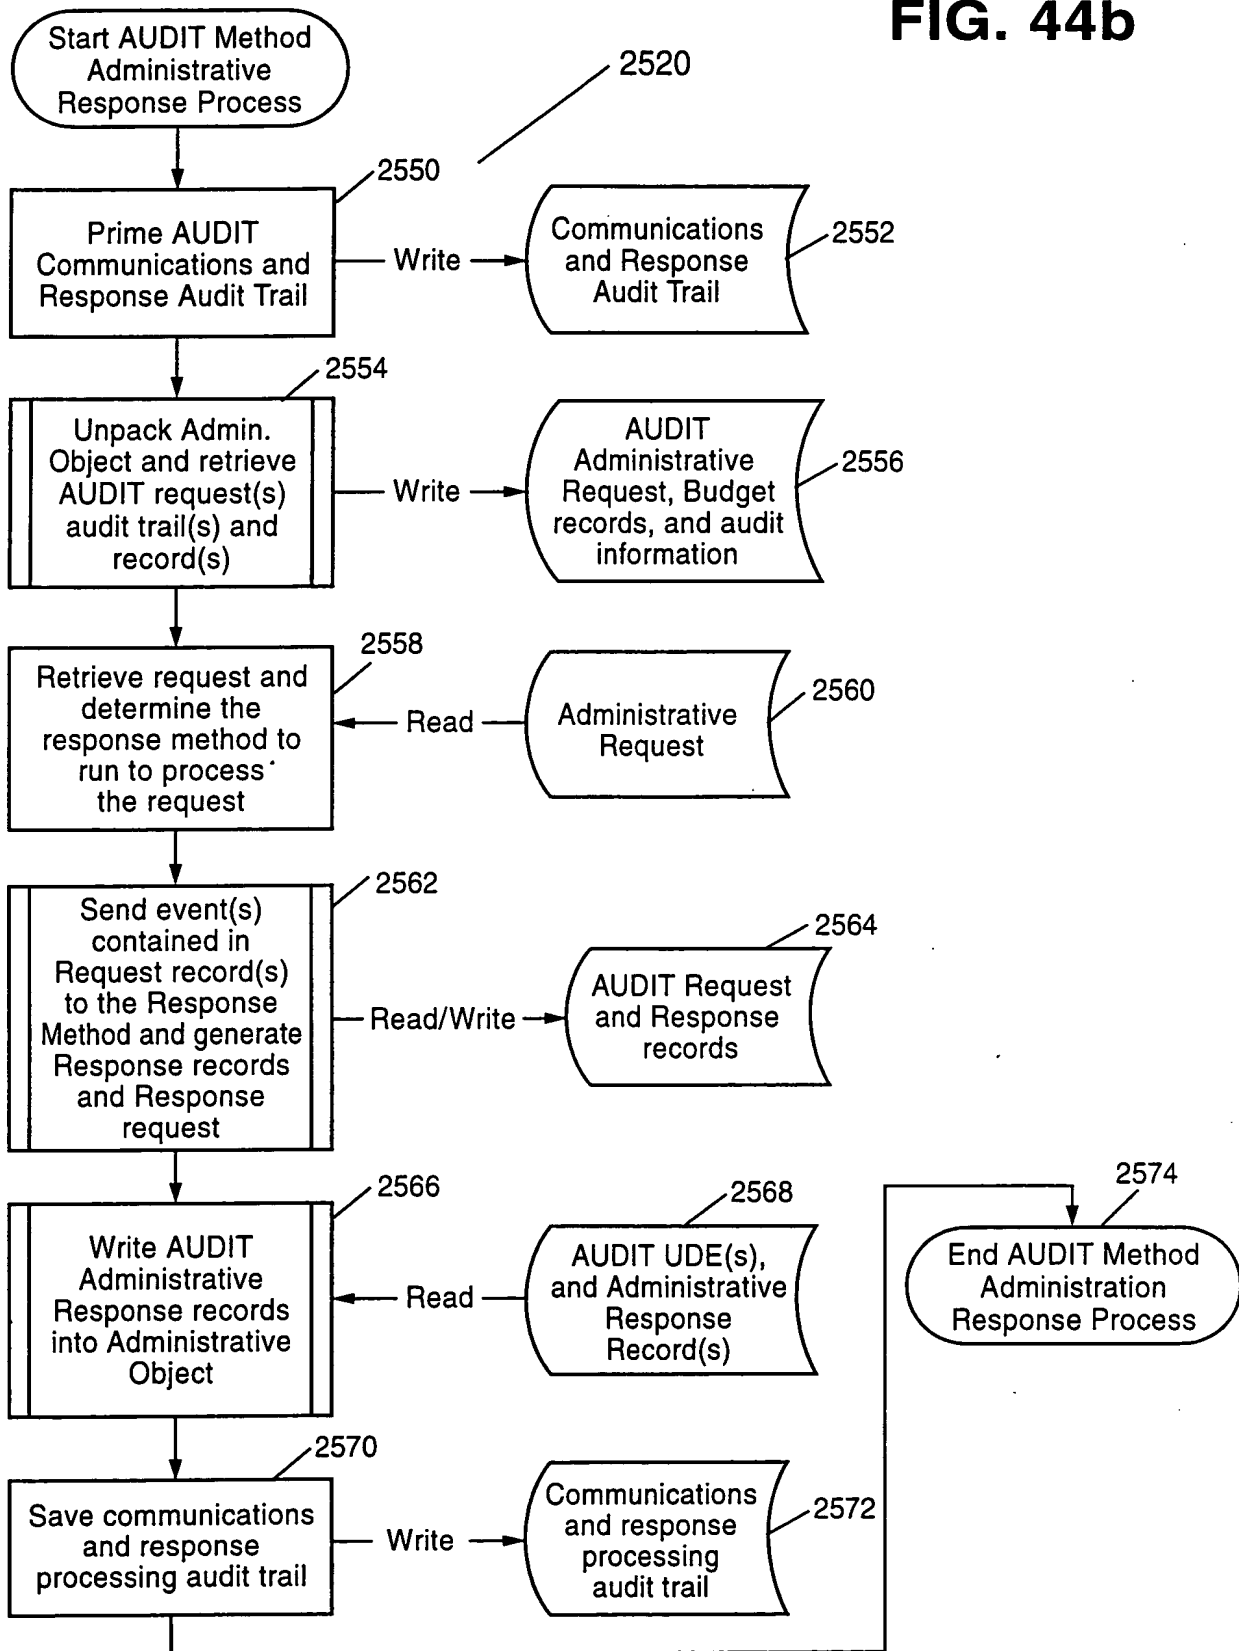 FIG. 44b
Start AUDIT Method
Administrative
Response Process
2520
2550
Prime AUDIT
Communications and
Response Audit Trail
Write
Communications
and Response
Audit Trail
2552
2554
Unpack Admin.
Object and retrieve
AUDIT request(s)
audit trail(s) and
record(s)
Write
AUDIT
Administrative
Request, Budget
records, and audit
information
2556
2558
Retrieve request and
determine the
response method to
run to process
the request
Read
Administrative
Request
2560
2562
Send event(s)
contained in
Request record(s)
to the Response
Method and generate
Response records
and Response
request
Read/Write
AUDIT Request
and Response
records
2564
2566
Write AUDIT
Administrative
Response records
into Administrative
Object
Read
2568
AUDIT UDE(s),
and Administrative
Response
Record(s)
2570
Save communications
and response
processing audit trail
Write
Communications
and response
processing
audit trail
2572
2574
End AUDIT Method
Administration
Response Process